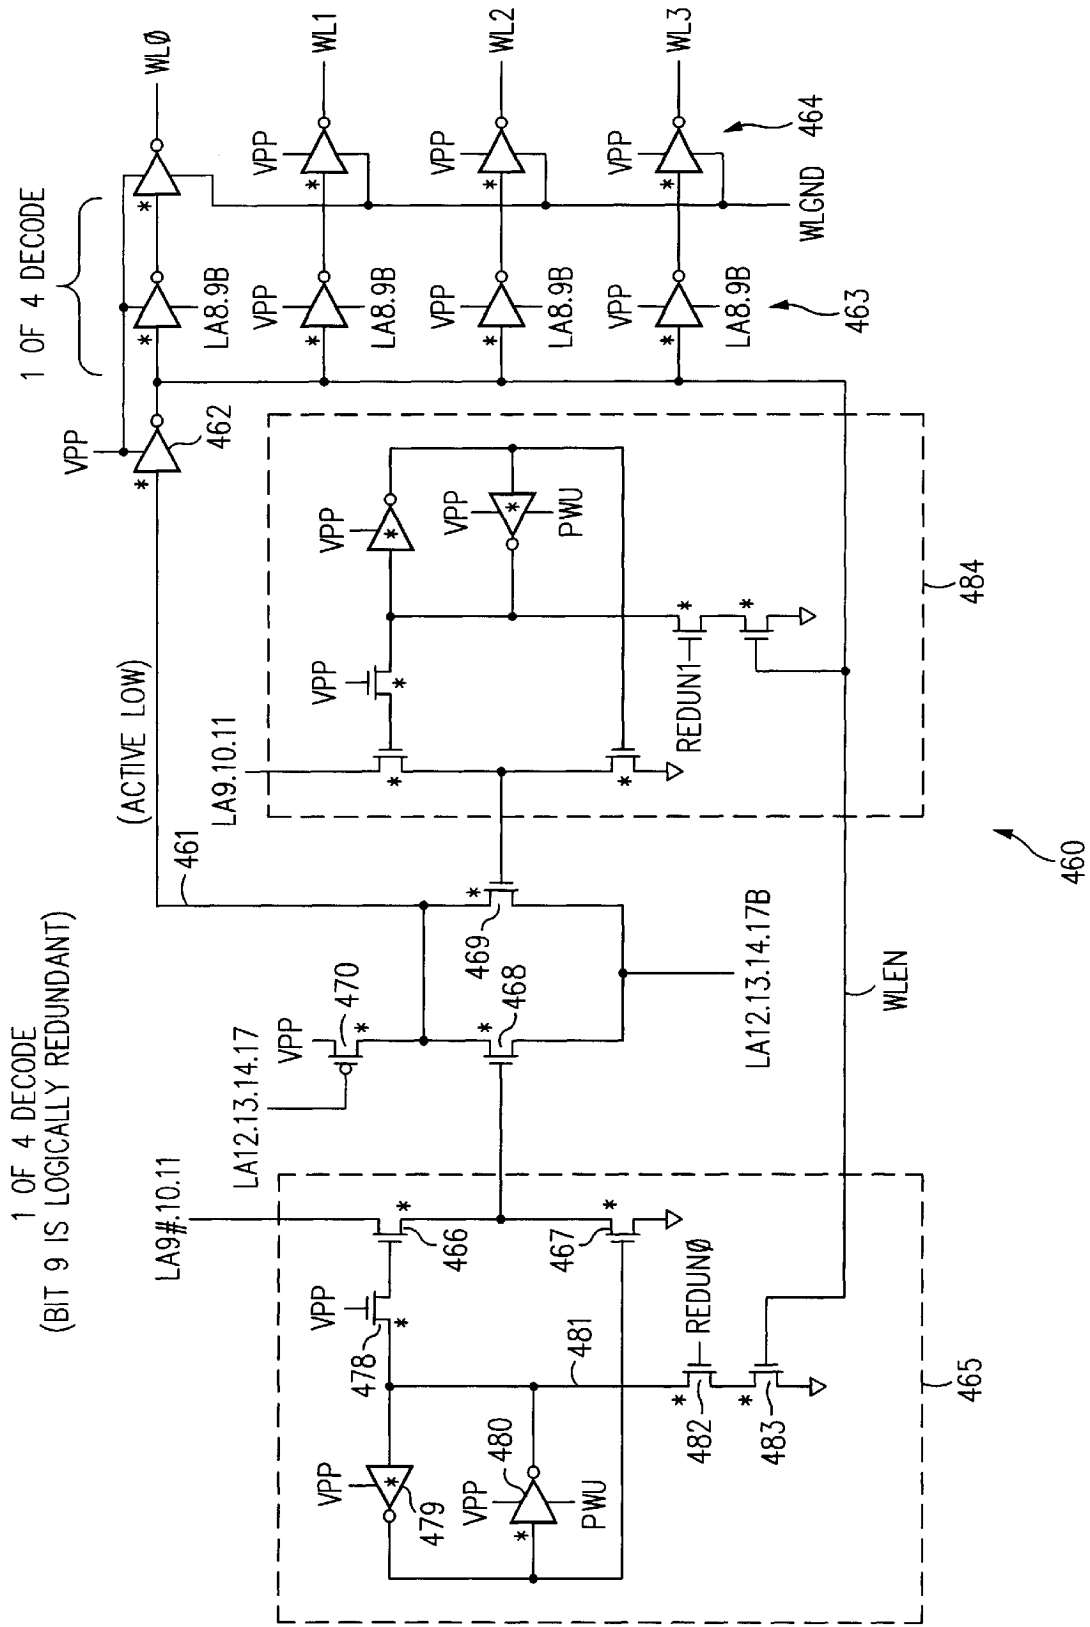 1 OF 4 DECODE
(BIT 9 IS LOGICALLY REDUNDANT)
(ACTIVE LOW)
1 OF 4 DECODE
VPP
*
462
*
LA8.9B
*
WLØ
VPP
*
LA8.9B
VPP
*
WL1
VPP
*
LA8.9B
VPP
*
WL2
VPP
*
LA8.9B
VPP
*
WL3
463
464
WLGND
461
LA12.13.14.17
VPP
470
*
*
468
*
469
LA12.13.14.17B
LA9#.10.11
*
466
*
467
VPP
*
478
VPP
*
479
VPP
480
*
PWU
481
REDUNØ
*
482
*
483
465
LA9.10.11
*
*
VPP
*
VPP
*
VPP
*
PWU
REDUN1
*
*
484
WLEN
460